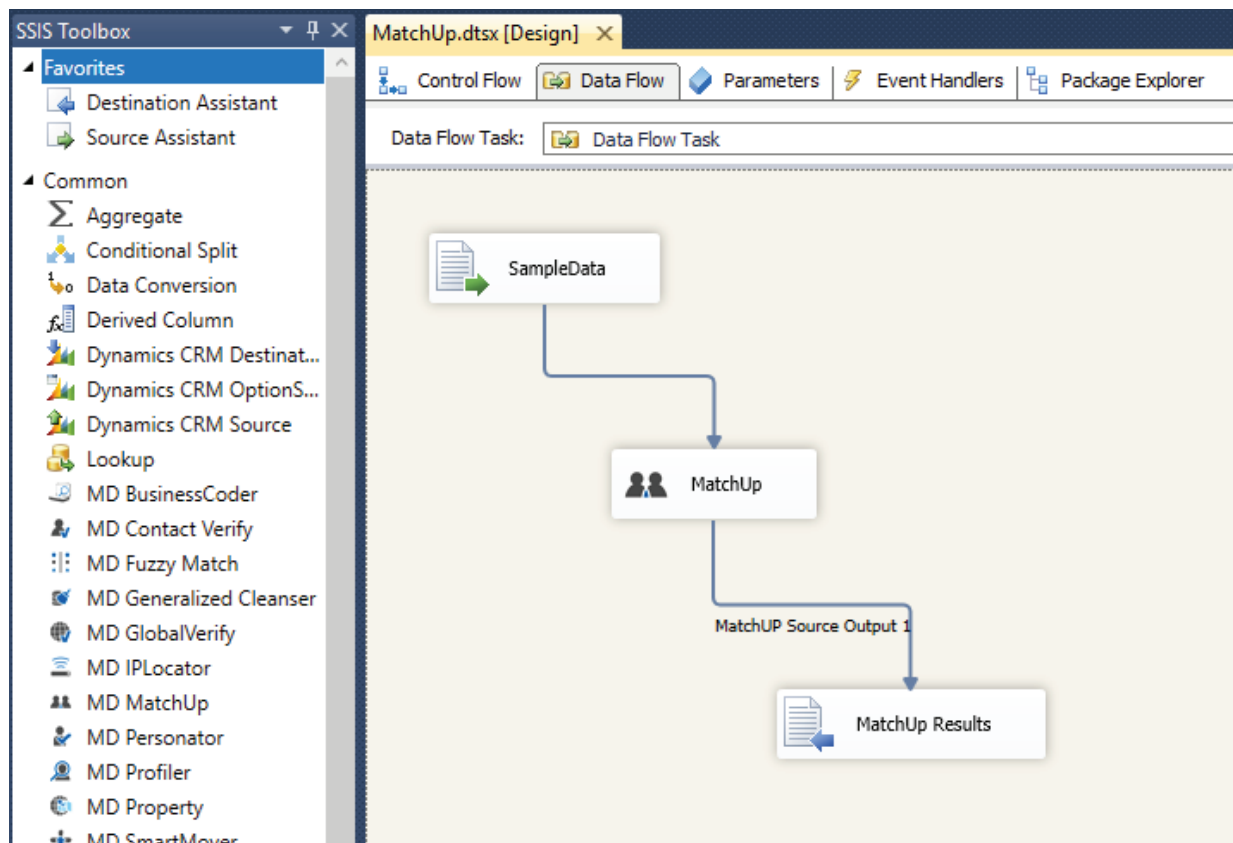 SSIS Toolbox
Favorites
Destination Assistant
Source Assistant
Common
Aggregate
Conditional Split
Data Conversion
Derived Column
Dynamics CRM Destinat...
Dynamics CRM OptionS...
Dynamics CRM Source
Lookup
MD BusinessCoder
MD Contact Verify
MD Fuzzy Match
MD Generalized Cleanser
MD GlobalVerify
MD IPLocator
MD MatchUp
MD Personator
MD Profiler
MD Property
MD SmartMover
MatchUp.dtsx [Design]
Control Flow Data Flow Parameters Event Handlers Package Explorer
Data Flow Task: Data Flow Task
SampleData
MatchUp
MatchUP Source Output 1
MatchUp Results